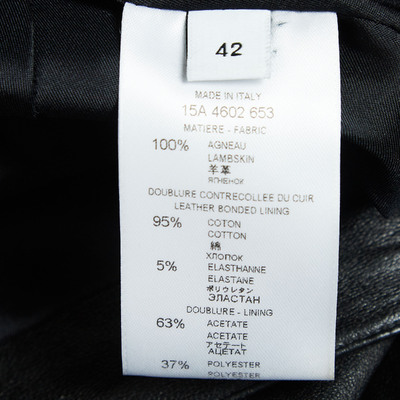 42
MADE IN ITALY
15A 4602 653
MATIERE - FABRIC
100% AGNEAU
LAMBSKIN
羊革
ЯГНЕНОК
DOUBLURE CONTRECOLLEE DU CUIR
LEATHER BONDED LINING
95% COTON
COTTON
綿
ХЛОПОК
5% ELASTHANNE
ELASTANE
ポリウレタン
ЭЛАСТАН
DOUBLURE - LINING
63% ACETATE
ACETATE
アセテート
АЦЕТАТ
37% POLYESTER
POLYESTER